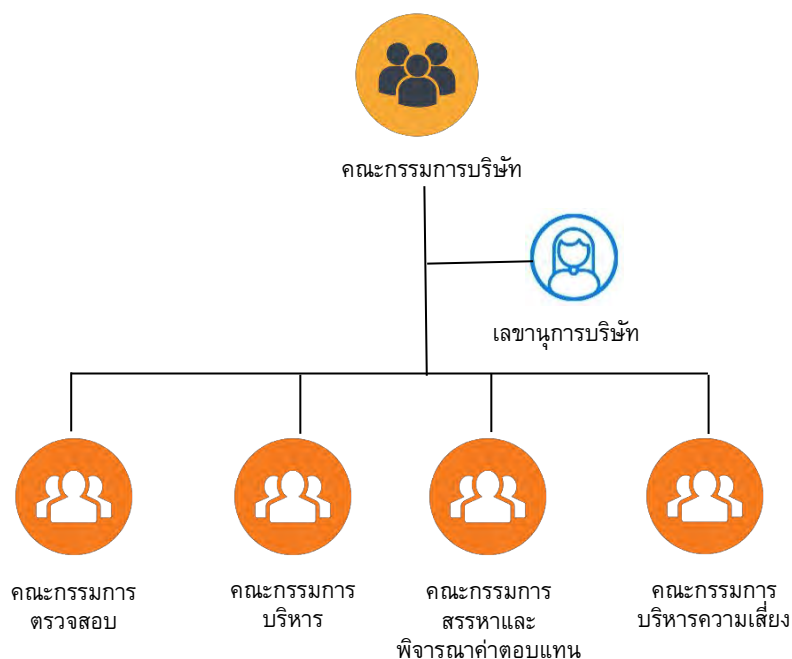 คณะกรรมการบริษัท
เลขานุการบริษัท
คณะกรรมการ
ตรวจสอบ
คณะกรรมการ
บริหาร
คณะกรรมการ
สรรหาและ
พิจารณาค่าตอบแทน
คณะกรรมการ
บริหารความเสี่ยง